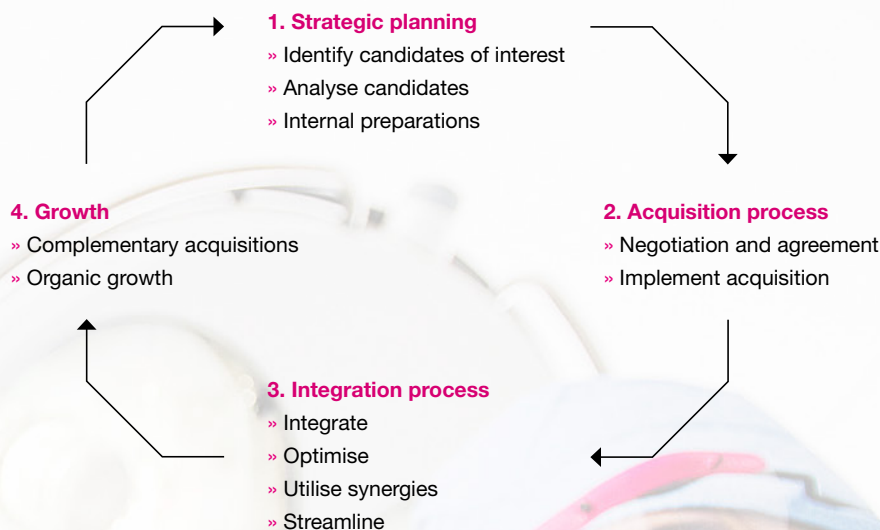 1. Strategic planning
» Identify candidates of interest
» Analyse candidates
» Internal preparations
2. Acquisition process
» Negotiation and agreement
» Implement acquisition
3. Integration process
» Integrate
» Optimise
» Utilise synergies
» Streamline
4. Growth
» Complementary acquisitions
» Organic growth